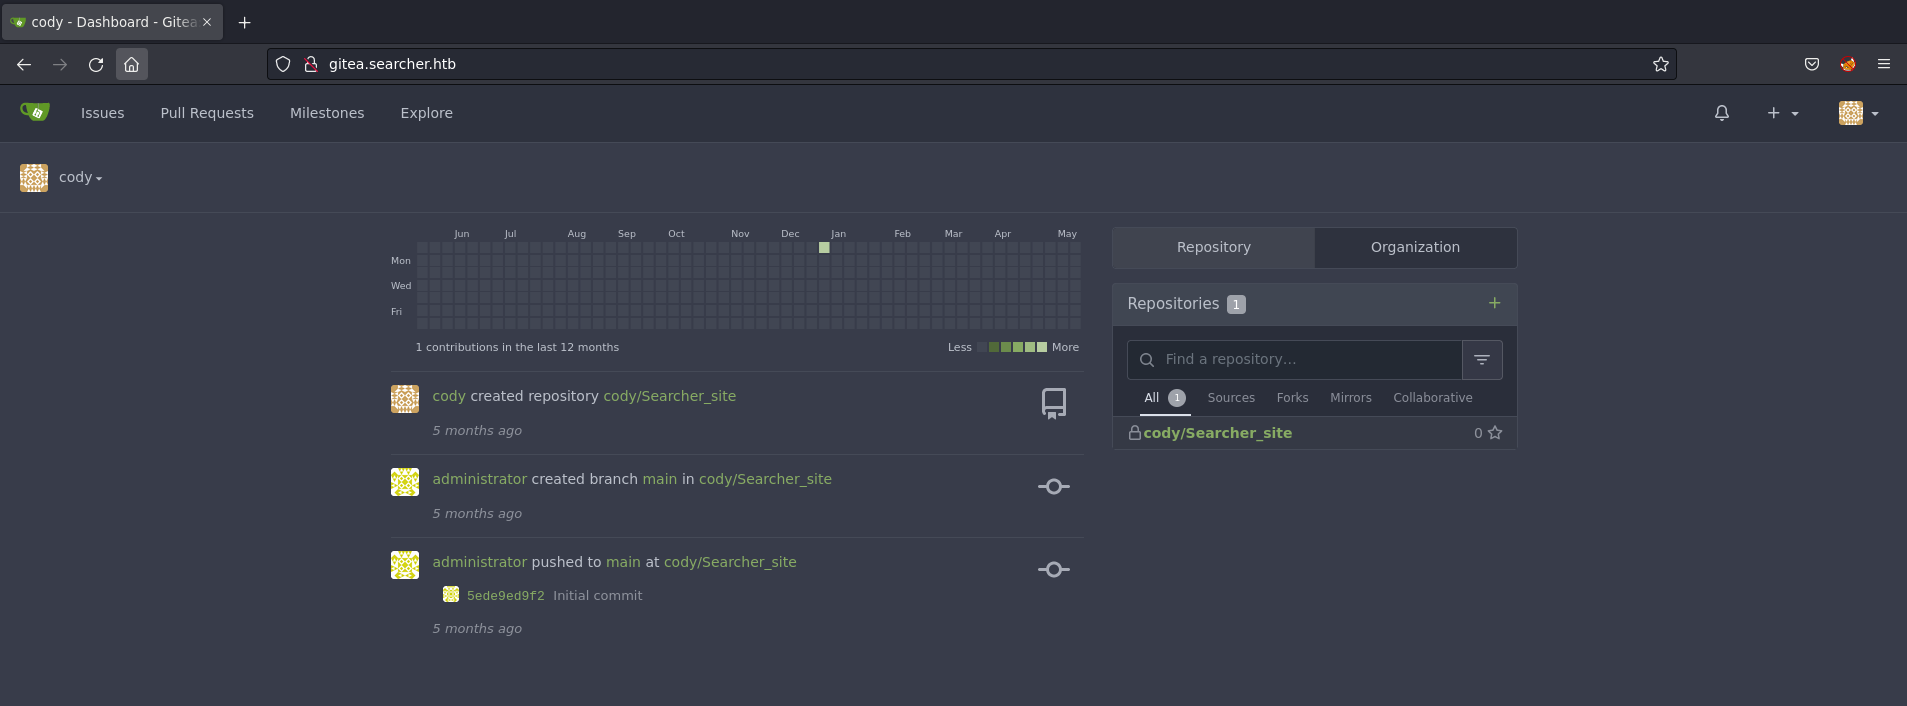 cody - Dashboard - Gitea
gitea.searcher.htb
Issues Pull Requests Milestones Explore
cody
Jun Jul Aug Sep Oct Nov Dec Jan Feb Mar Apr May
Mon
Wed
Fri
1 contributions in the last 12 months Less More
cody created repository cody/Searcher_site
5 months ago
administrator created branch main in cody/Searcher_site
5 months ago
administrator pushed to main at cody/Searcher_site
5ede9ed9f2 Initial commit
5 months ago
Repository Organization
Repositories 1
Find a repository...
All 1 Sources Forks Mirrors Collaborative
cody/Searcher_site 0